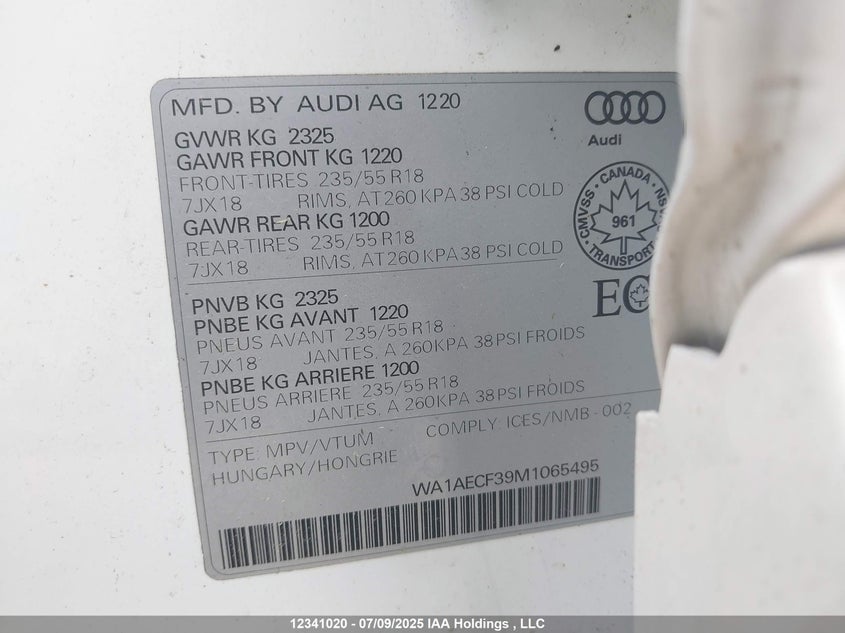 MFD. BY AUDI AG 1220
Audi
GVWR KG 2325
GAWR FRONT KG 1220
FRONT-TIRES 235/55 R18
7JX18 RIMS, AT 260 KPA 38 PSI COLD
GAWR REAR KG 1200
REAR-TIRES 235/55 R18
7JX18 RIMS, AT 260 KPA 38 PSI COLD
CMVSS · CANADA
961
TRANSPORT
PNVB KG 2325
PNBE KG AVANT 1220
PNEUS AVANT 235/55 R18
7JX18 JANTES, A 260KPA 38 PSI FROIDS
PNBE KG ARRIERE 1200
PNEUS ARRIERE 235/55 R18
7JX18 JANTES, A 260KPA 38 PSI FROIDS
TYPE: MPV/VTUM COMPLY: ICES/NMB-002
HUNGARY/HONGRIE
WA1AECF39M1065495
12341020 - 07/09/2025 IAA Holdings , LLC